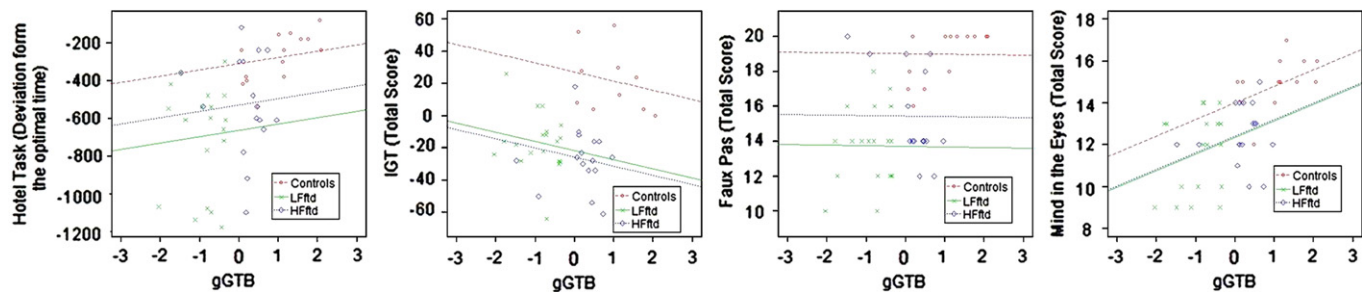 Hotel Task (Deviation form
the optimal time)
-200
-400
-600
-800
-1000
-1200
Controls
LFftd
HFftd
-3 -2 -1 0 1 2 3
gGTB
IGT (Total Score)
60
40
20
0
-20
-40
-60
Controls
LFftd
HFftd
-3 -2 -1 0 1 2 3
gGTB
Faux Pas (Total Score)
20
18
16
14
12
10
Controls
LFftd
HFftd
-3 -2 -1 0 1 2 3
gGTB
Mind in the Eyes (Total Score)
18
16
14
12
10
8
Controls
LFftd
HFftd
-3 -2 -1 0 1 2 3
gGTB